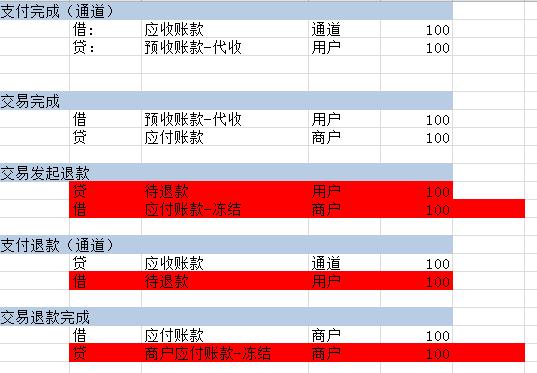 支付完成（通道）
借： 应收账款 通道 100
贷： 预收账款-代收 用户 100
交易完成
借 预收账款-代收 用户 100
贷 应付账款 商户 100
交易发起退款
贷 待退款 用户 100
借 应付账款-冻结 商户 100
支付退款（通道）
贷 应收账款 通道 100
借 待退款 用户 100
交易退款完成
借 应付账款 商户 100
贷 商户应付账款-冻结 商户 100